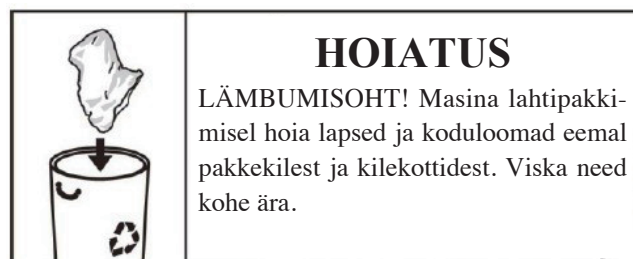 HOIATUS
LÄMBUMISOHT! Masina lahtipakki-
misel hoia lapsed ja koduloomad eemal
pakkekilest ja kilekottidest. Viska need
kohe ära.